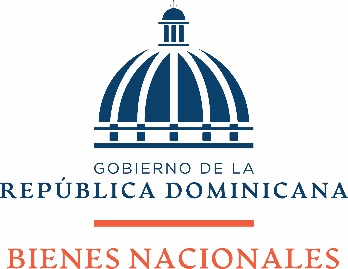 GOBIERNO DE LA
REPÚBLICA DOMINICANA
BIENES NACIONALES